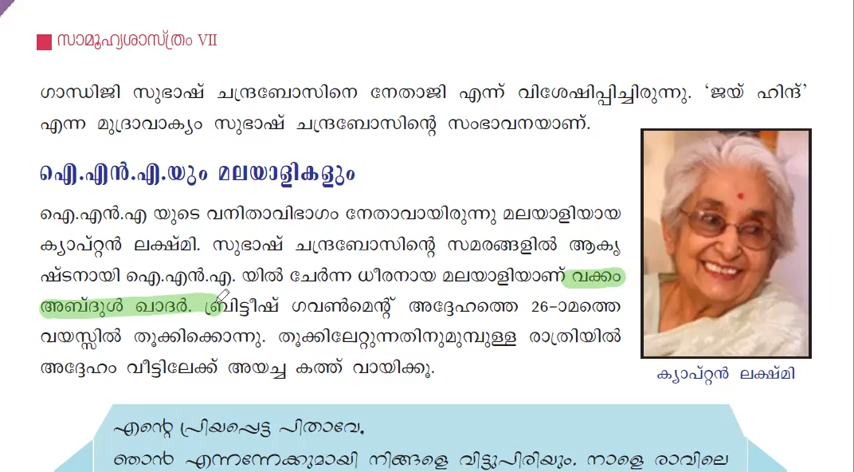 സാമൂഹ്യശാസ്ത്രം VII
ഗാന്ധിജി സുഭാഷ് ചന്ദ്രബോസിനെ നേതാജി എന്ന് വിശേഷിപ്പിച്ചിരുന്നു. ‘ജയ് ഹിന്ദ്’
എന്ന മുദ്രാവാക്യം സുഭാഷ് ചന്ദ്രബോസിന്റെ സംഭാവനയാണ്.
ഐ.എൻ.എ.യും മലയാളികളും
ഐ.എൻ.എ യുടെ വനിതാവിഭാഗം നേതാവായിരുന്നു മലയാളിയായ
ക്യാപ്റ്റൻ ലക്ഷ്മി. സുഭാഷ് ചന്ദ്രബോസിന്റെ സമരങ്ങളിൽ ആകൃ
ഷ്ടനായി ഐ.എൻ.എ. യിൽ ചേർന്ന ധീരനായ മലയാളിയാണ് വക്കം
അബ്ദുൾ ഖാദർ. ബ്രിട്ടീഷ് ഗവൺമെന്റ് അദ്ദേഹത്തെ 26-ാമത്തെ
വയസ്സിൽ തൂക്കിക്കൊന്നു. തൂക്കിലേറ്റുന്നതിനുമുമ്പുള്ള രാത്രിയിൽ
അദ്ദേഹം വീട്ടിലേക്ക് അയച്ച കത്ത് വായിക്കൂ.
ക്യാപ്റ്റൻ ലക്ഷ്മി
എന്റെ പ്രിയപ്പെട്ട പിതാവേ,
ഞാൻ എന്നന്നേക്കുമായി നിങ്ങളെ വിട്ടുപിരിയും. നാളെ രാവിലെ